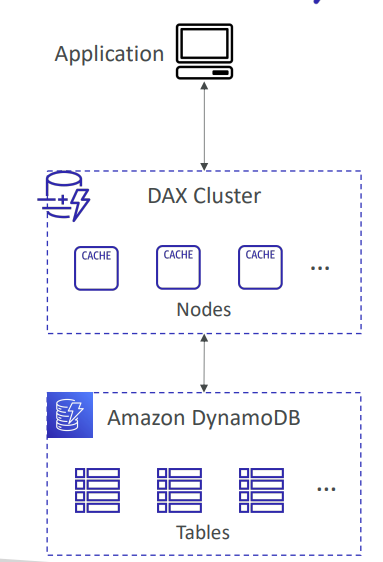 Application
DAX Cluster
CACHE CACHE CACHE ...
Nodes
Amazon DynamoDB
...
Tables